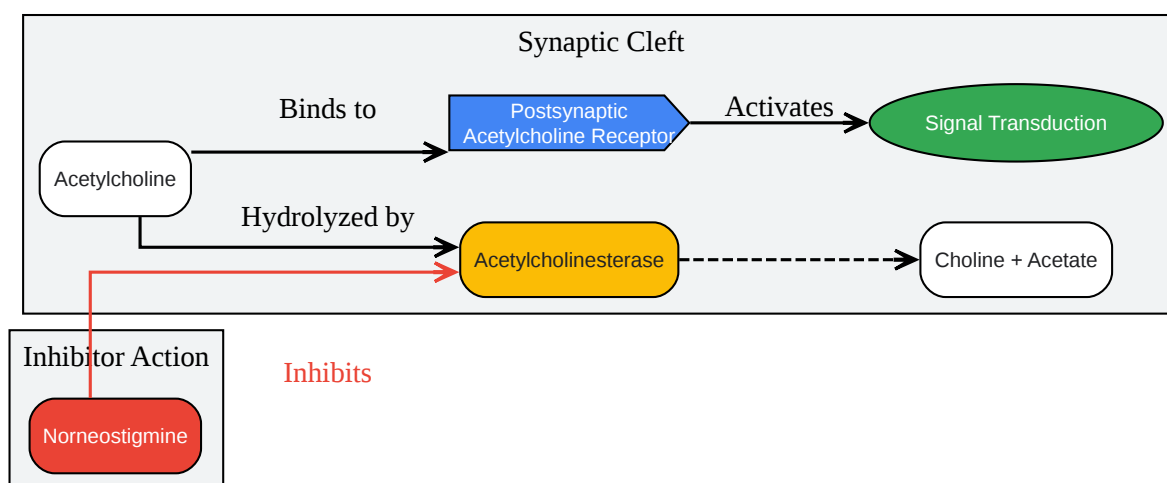 Synaptic Cleft
Binds to
Postsynaptic
Acetylcholine Receptor
Activates
Signal Transduction
Acetylcholine
Hydrolyzed by
Acetylcholinesterase
Choline + Acetate
Inhibitor Action
Inhibits
Norneostigmine